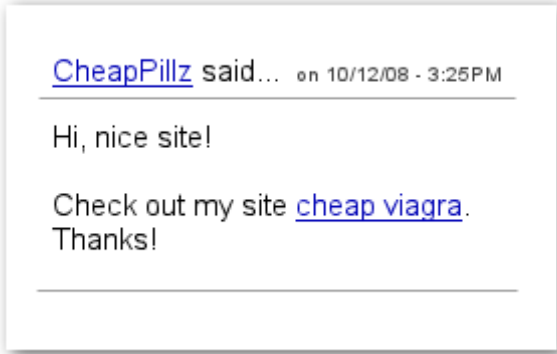 CheapPillz said... on 10/12/08 - 3:25PM
Hi, nice site!
Check out my site cheap viagra.
Thanks!